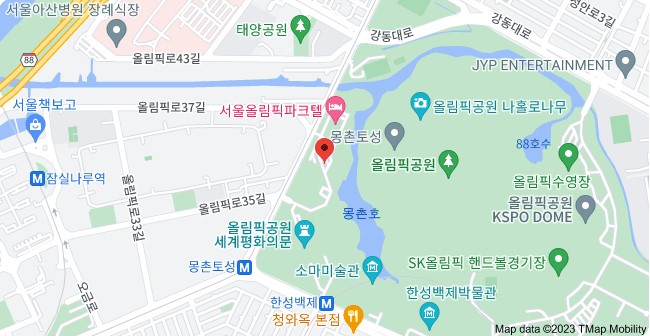 서울아산병원 장례식장
태양공원
강동대로
강동대로
장안로3길
88
올림픽로43길
JYP ENTERTAINMENT
서울책보고
올림픽로37길
서울올림픽파크텔
올림픽공원 나홀로나무
몽촌토성
88호수
올림픽공원
올림픽수영장
잠실나루역
올림픽로35길
올림픽로33길
몽촌호
올림픽공원
KSPO DOME
올림픽공원
세계평화의문
몽촌토성
소마미술관
SK올림픽 핸드볼경기장
오금로
한성백제
한성백제박물관
청와옥 본점
Map data ©2023 TMap Mobility